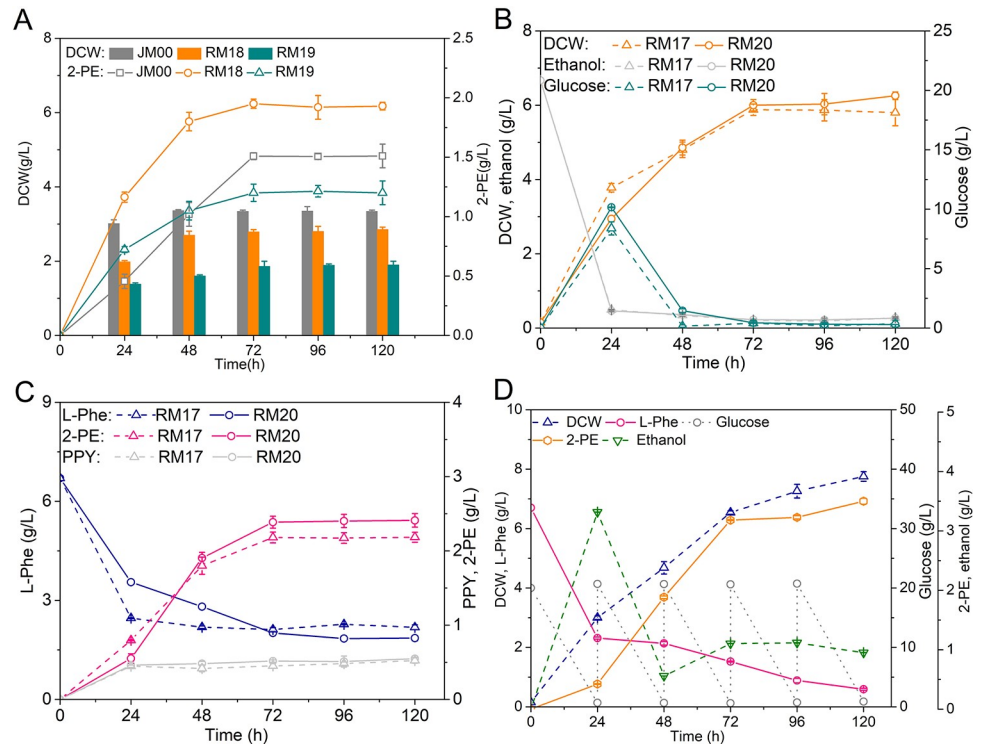 A
DCW: JM00 RM18 RM19
2-PE: JM00 RM18 RM19
DCW(g/L)
8
6
4
2
0
2.5
2.0
1.5
1.0
0.5
0.0
2-PE(g/L)
0 24 48 72 96 120
Time(h)
B
DCW: RM17 RM20
Ethanol: RM17 RM20
Glucose: RM17 RM20
DCW, ethanol (g/L)
8
6
4
2
0
25
20
15
10
5
0
Glucose (g/L)
0 24 48 72 96 120
Time (h)
C
L-Phe: RM17 RM20
2-PE: RM17 RM20
PPY: RM17 RM20
L-Phe (g/L)
9
6
3
0
4
3
2
1
0
PPY, 2-PE (g/L)
0 24 48 72 96 120
Time (h)
D
DCW L-Phe Glucose
2-PE Ethanol
DCW, L-Phe (g/L)
10
8
6
4
2
0
50
40
30
20
10
0
Glucose (g/L)
5
4
3
2
1
0
2-PE, ethanol (g/L)
0 24 48 72 96 120
Time (h)